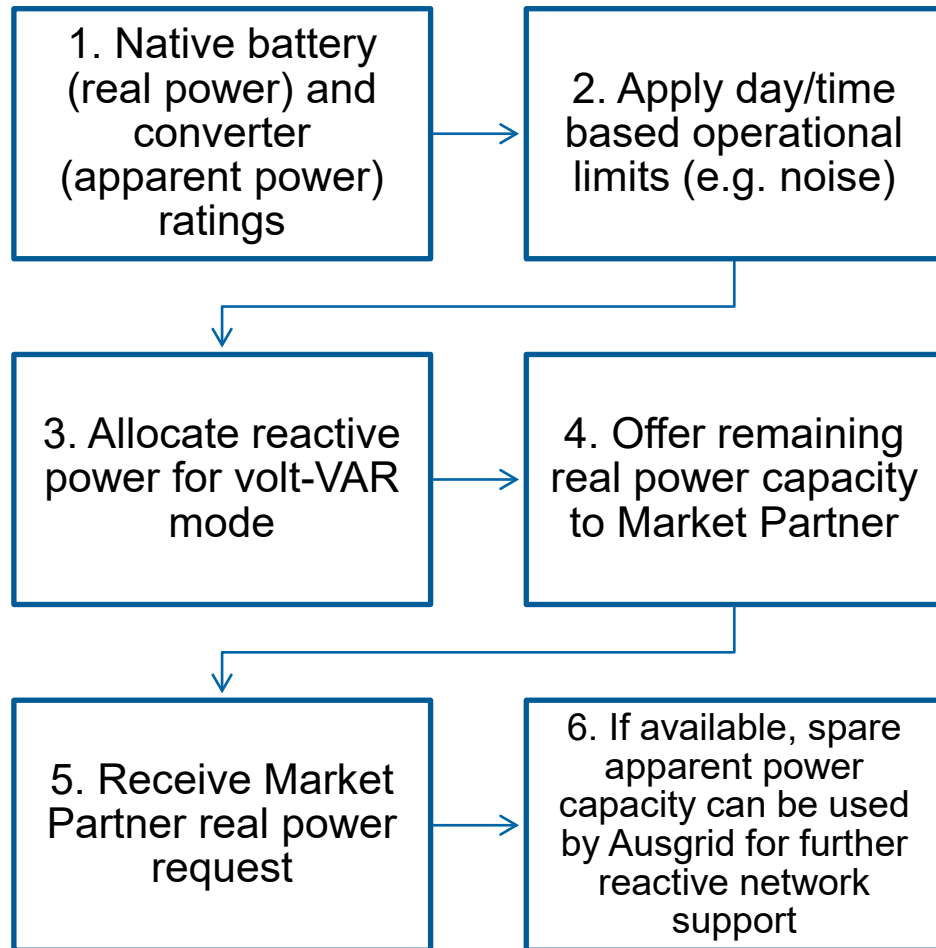 1. Native battery
(real power) and
converter
(apparent power)
ratings
2. Apply day/time
based operational
limits (e.g. noise)
3. Allocate reactive
power for volt-VAR
mode
4. Offer remaining
real power capacity
to Market Partner
5. Receive Market
Partner real power
request
6. If available, spare
apparent power
capacity can be used
by Ausgrid for further
reactive network
support